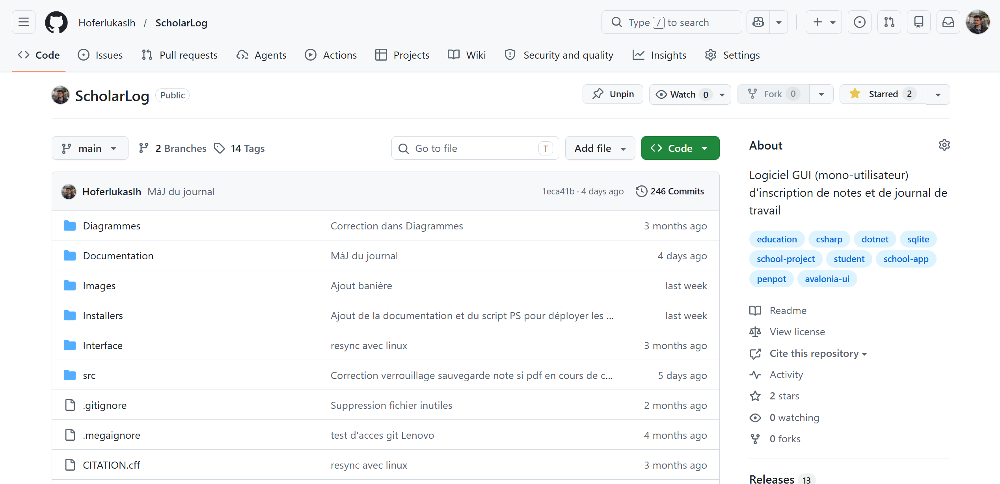 Hoferlukaslh / ScholarLog
Type / to search
Code Issues Pull requests Agents Actions Projects Wiki Security and quality Insights Settings
ScholarLog Public
Unpin Watch 0 Fork 0 Starred 2
main 2 Branches 14 Tags
Go to file T Add file Code
Hoferlukaslh MàJ du journal 1eca41b · 4 days ago 246 Commits
Diagrammes Correction dans Diagrammes 3 months ago
Documentation MàJ du journal 4 days ago
Images Ajout banière last week
Installers Ajout de la documentation et du script PS pour déployer les ... last week
Interface resync avec linux 3 months ago
src Correction verrouillage sauvegarde note si pdf en cours de c... 5 days ago
.gitignore Suppression fichier inutiles 2 months ago
.megaignore test d'acces git Lenovo 4 months ago
CITATION.cff resync avec linux 3 months ago
About
Logiciel GUI (mono-utilisateur)
d'inscription de notes et de journal de
travail
education csharp dotnet sqlite
school-project student school-app
penpot avalonia-ui
Readme
View license
Cite this repository
Activity
2 stars
0 watching
0 forks
Releases 13